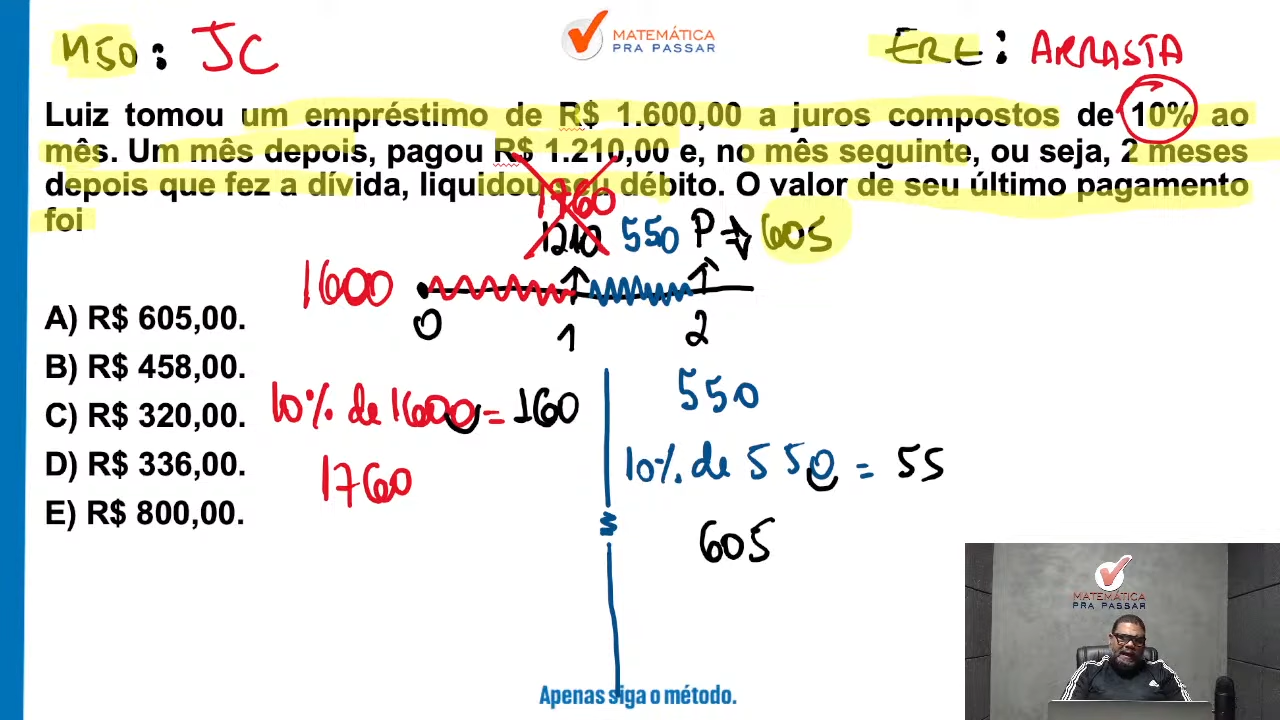 MSD : JC
MATEMÁTICA
PRA PASSAR
ERE : ARRASTA
Luiz tomou um empréstimo de R$ 1.600,00 a juros compostos de 10% ao
mês. Um mês depois, pagou R$ 1.210,00 e, no mês seguinte, ou seja, 2 meses
depois que fez a dívida, liquidou seu débito. O valor de seu último pagamento
foi
1760
1210 550 P → 605
1600
0 1 2
A) R$ 605,00.
B) R$ 458,00.
C) R$ 320,00.
D) R$ 336,00.
E) R$ 800,00.
10% de 1600 = 160
1760
550
10% de 550 = 55
605
MATEMÁTICA
PRA PASSAR
Apenas siga o método.